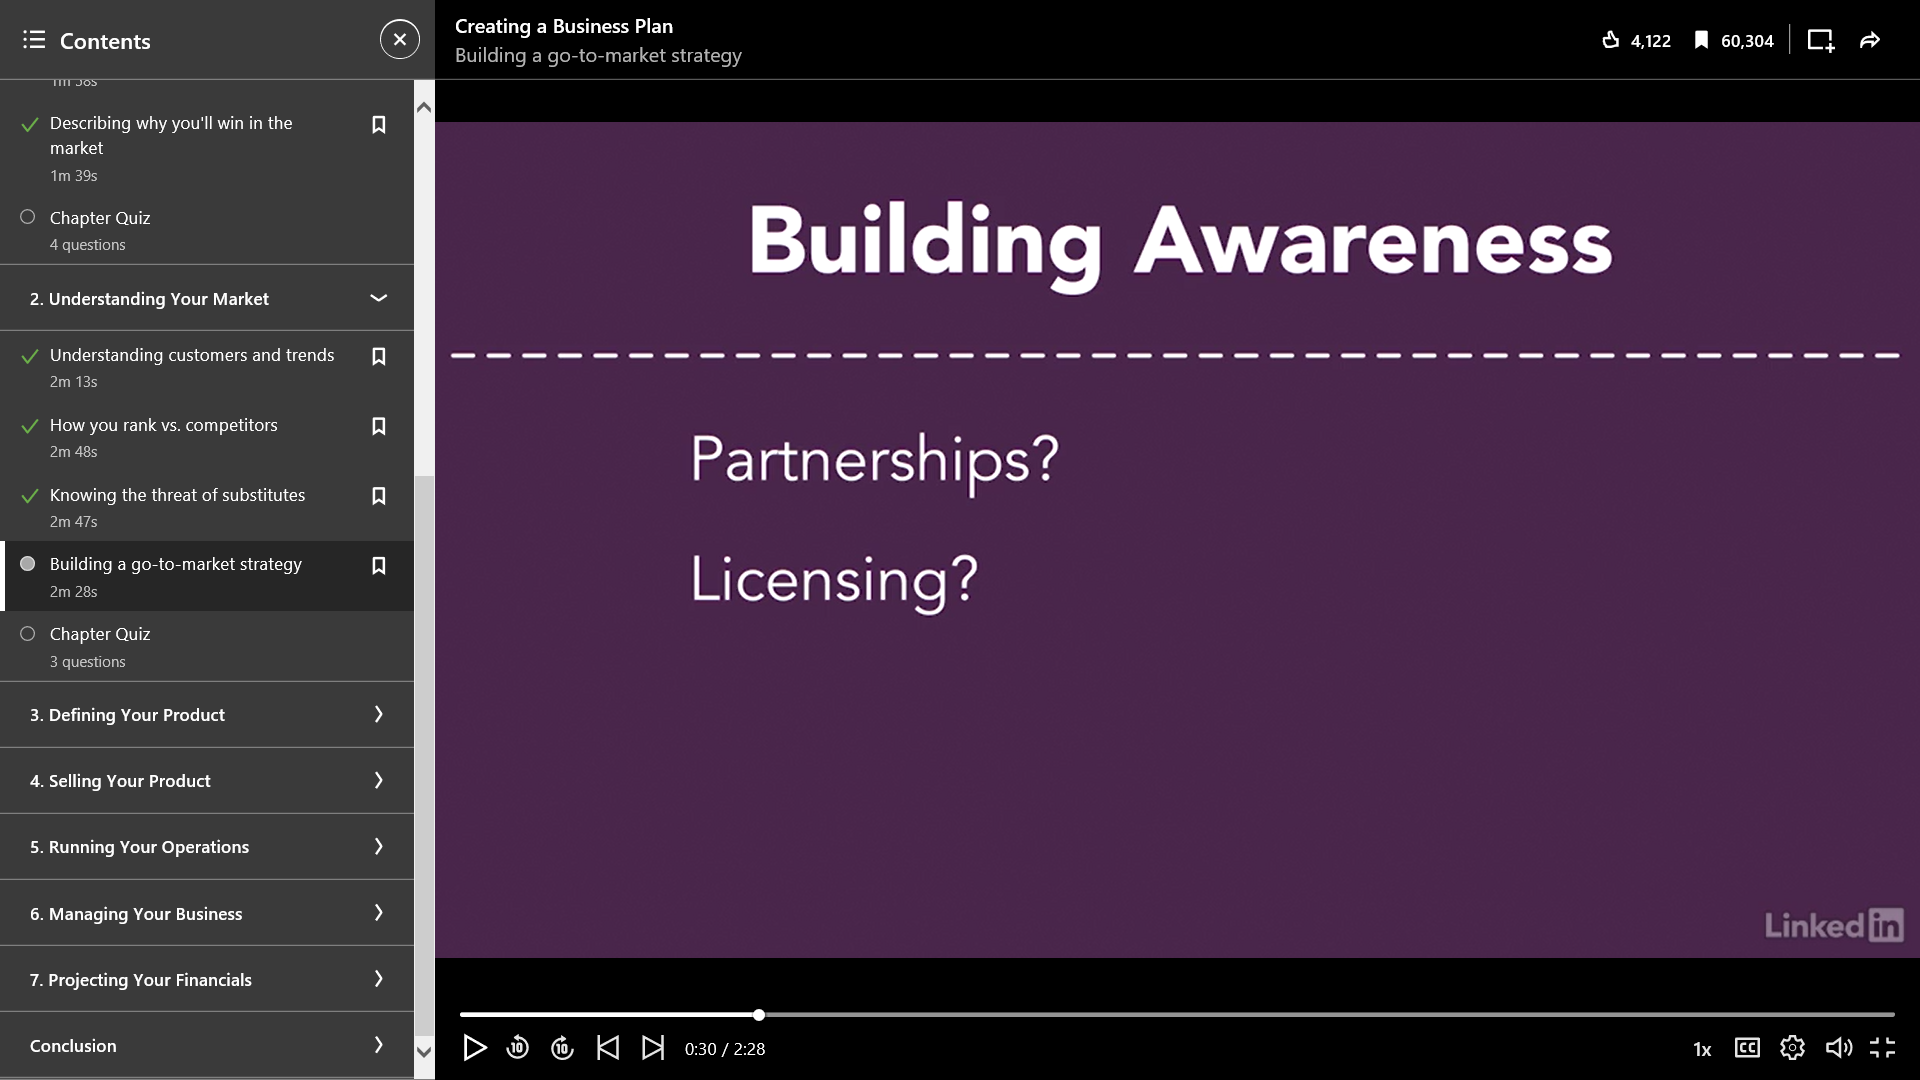 Contents
1m 38s
Describing why you'll win in the
market
1m 39s
Chapter Quiz
4 questions
2. Understanding Your Market
Understanding customers and trends
2m 13s
How you rank vs. competitors
2m 48s
Knowing the threat of substitutes
2m 47s
Building a go-to-market strategy
2m 28s
Chapter Quiz
3 questions
3. Defining Your Product
4. Selling Your Product
5. Running Your Operations
6. Managing Your Business
7. Projecting Your Financials
Conclusion
Creating a Business Plan
Building a go-to-market strategy
4,122
60,304
Building Awareness
Partnerships?
Licensing?
Linked in
10
10
0:30 / 2:28
1x
CC